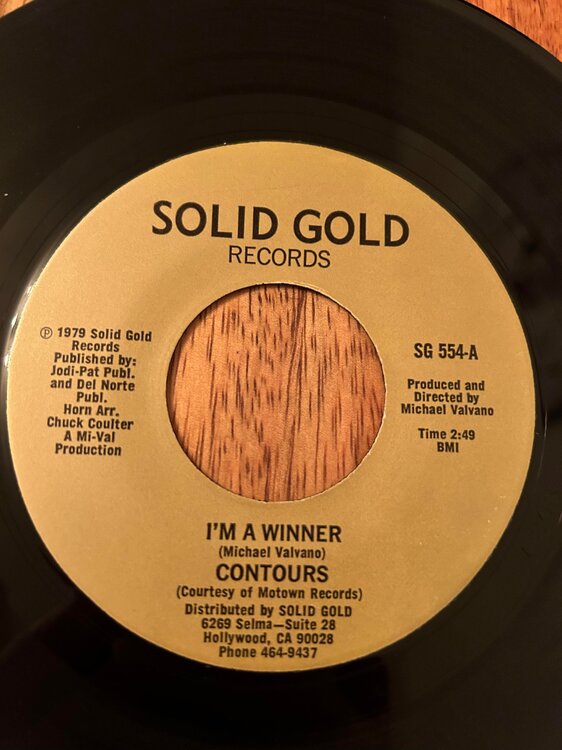 SOLID GOLD
RECORDS
℗ 1979 Solid Gold
Records
Published by:
Jodi-Pat Publ.
and Del Norte
Publ.
Horn Arr.
Chuck Coulter
A Mi-Val
Production
SG 554-A
Produced and
Directed by
Michael Valvano
Time 2:49
BMI
I'M A WINNER
(Michael Valvano)
CONTOURS
(Courtesy of Motown Records)
Distributed by SOLID GOLD
6269 Selma—Suite 28
Hollywood, CA 90028
Phone 464-9437